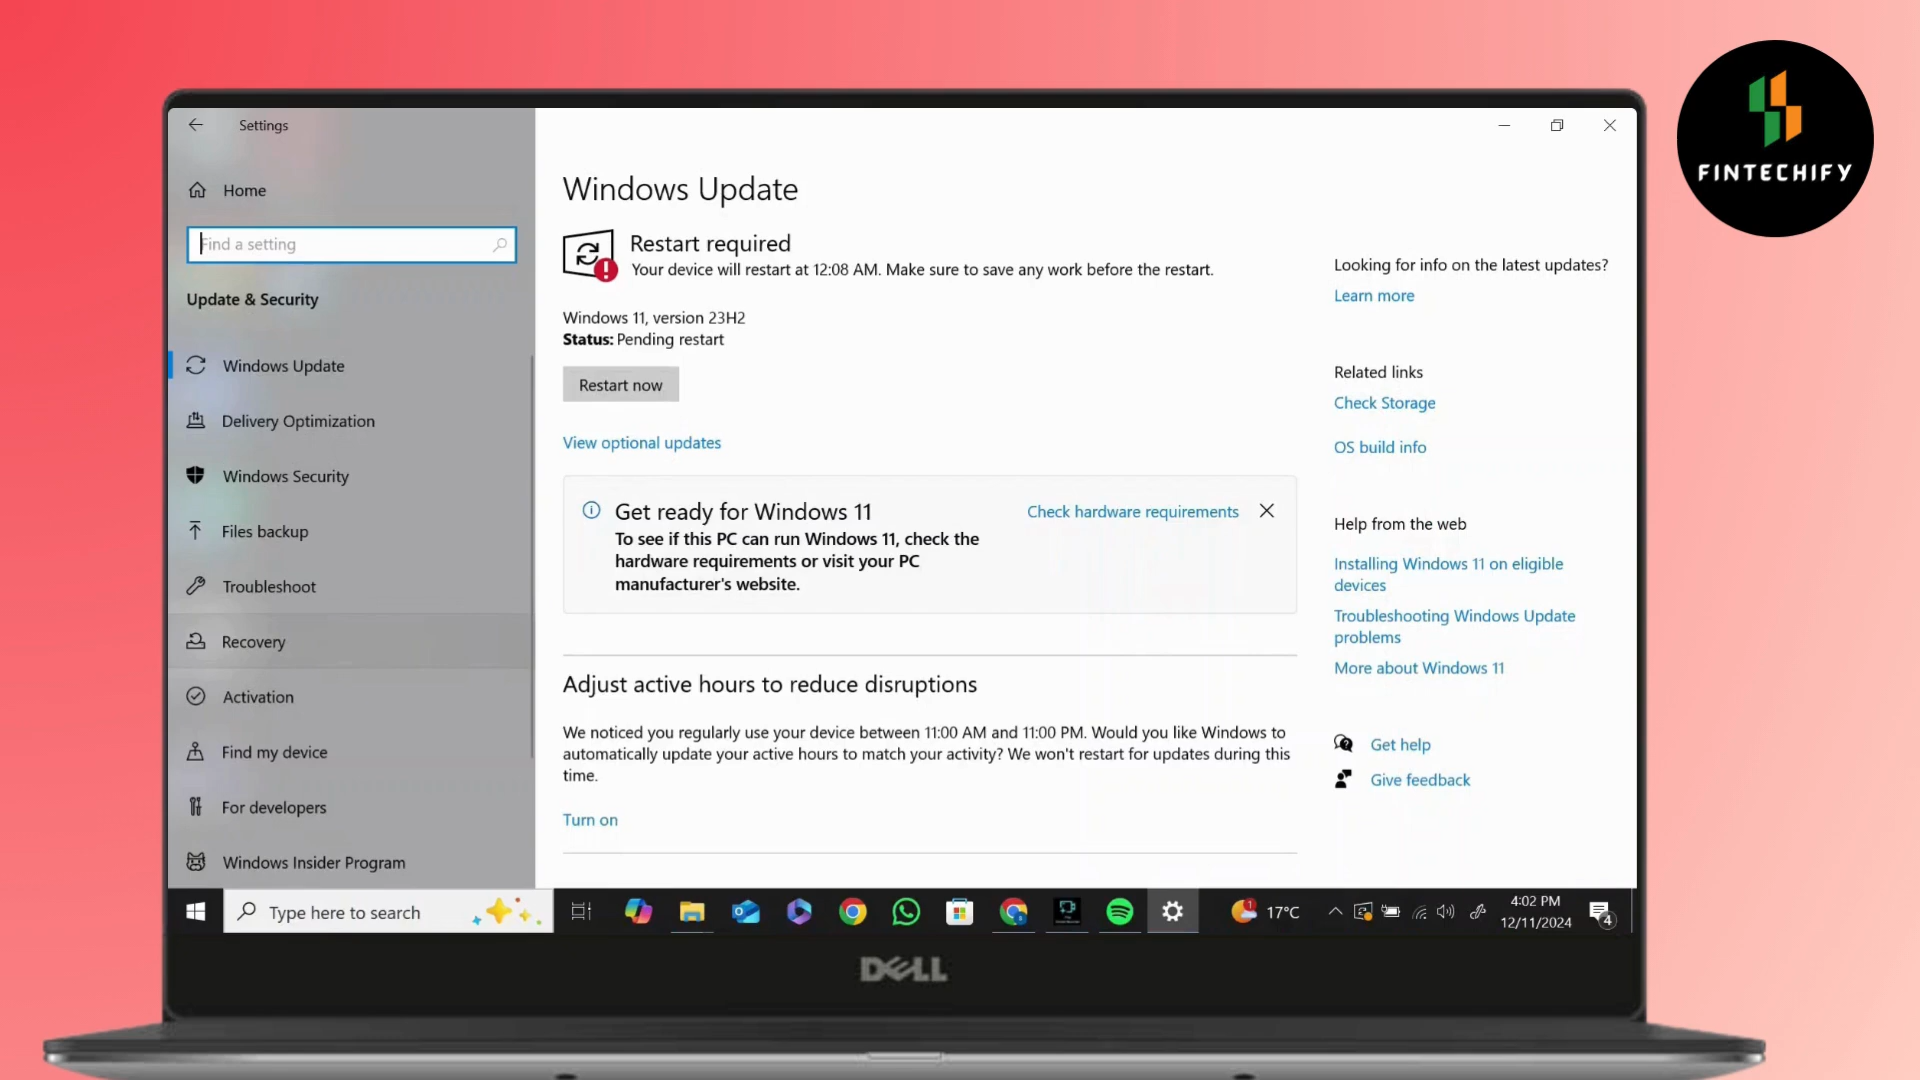 FINTECHIFY
Settings
Home
Find a setting
Update & Security
Windows Update
Delivery Optimization
Windows Security
Files backup
Troubleshoot
Recovery
Activation
Find my device
For developers
Windows Insider Program
Windows Update
Restart required
Your device will restart at 12:08 AM. Make sure to save any work before the restart.
Windows 11, version 23H2
Status: Pending restart
Restart now
View optional updates
Get ready for Windows 11
Check hardware requirements
To see if this PC can run Windows 11, check the
hardware requirements or visit your PC
manufacturer's website.
Adjust active hours to reduce disruptions
We noticed you regularly use your device between 11:00 AM and 11:00 PM. Would you like Windows to
automatically update your active hours to match your activity? We won't restart for updates during this
time.
Turn on
Looking for info on the latest updates?
Learn more
Related links
Check Storage
OS build info
Help from the web
Installing Windows 11 on eligible
devices
Troubleshooting Windows Update
problems
More about Windows 11
Get help
Give feedback
Type here to search
1
17°C
4:02 PM
12/11/2024
4
DELL